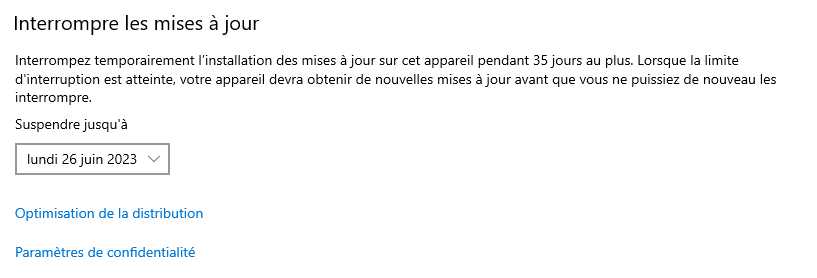 Interrompre les mises à jour
Interrompez temporairement l'installation des mises à jour sur cet appareil pendant 35 jours au plus. Lorsque la limite
d'interruption est atteinte, votre appareil devra obtenir de nouvelles mises à jour avant que vous ne puissiez de nouveau les
interrompre.
Suspendre jusqu'à
lundi 26 juin 2023
Optimisation de la distribution
Paramètres de confidentialité